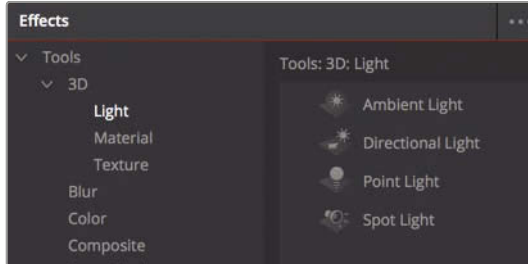 Effects
Tools
3D
Light
Material
Texture
Blur
Color
Composite
Tools: 3D: Light
Ambient Light
Directional Light
Point Light
Spot Light